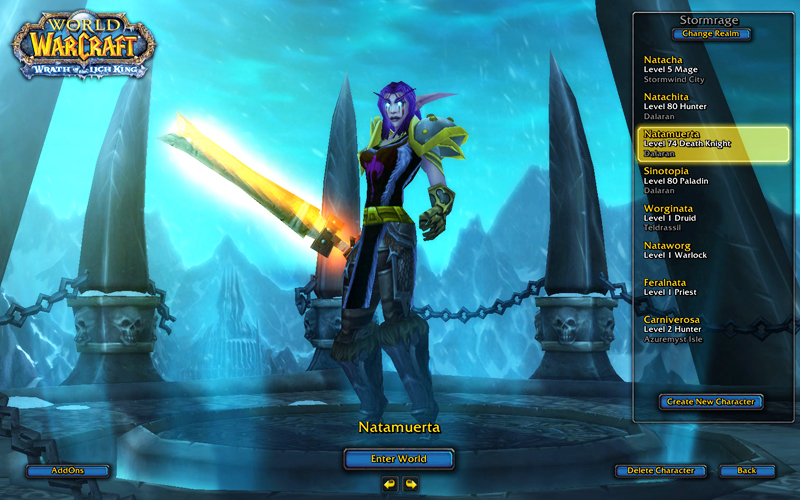 WORLD
OF
WARCRAFT
WRATH of the LICH KING
Stormrage
Change Realm
Natacha
Level 5 Mage
Stormwind City
Natachita
Level 80 Hunter
Dalaran
Natamuerta
Level 74 Death Knight
Dalaran
Sinotopia
Level 80 Paladin
Dalaran
Worginata
Level 1 Druid
Teldrassil
Nataworg
Level 1 Warlock
Feralnata
Level 1 Priest
Carniverosa
Level 2 Hunter
Azuremyst Isle
Create New Character
Natamuerta
Enter World
AddOns
Delete Character
Back